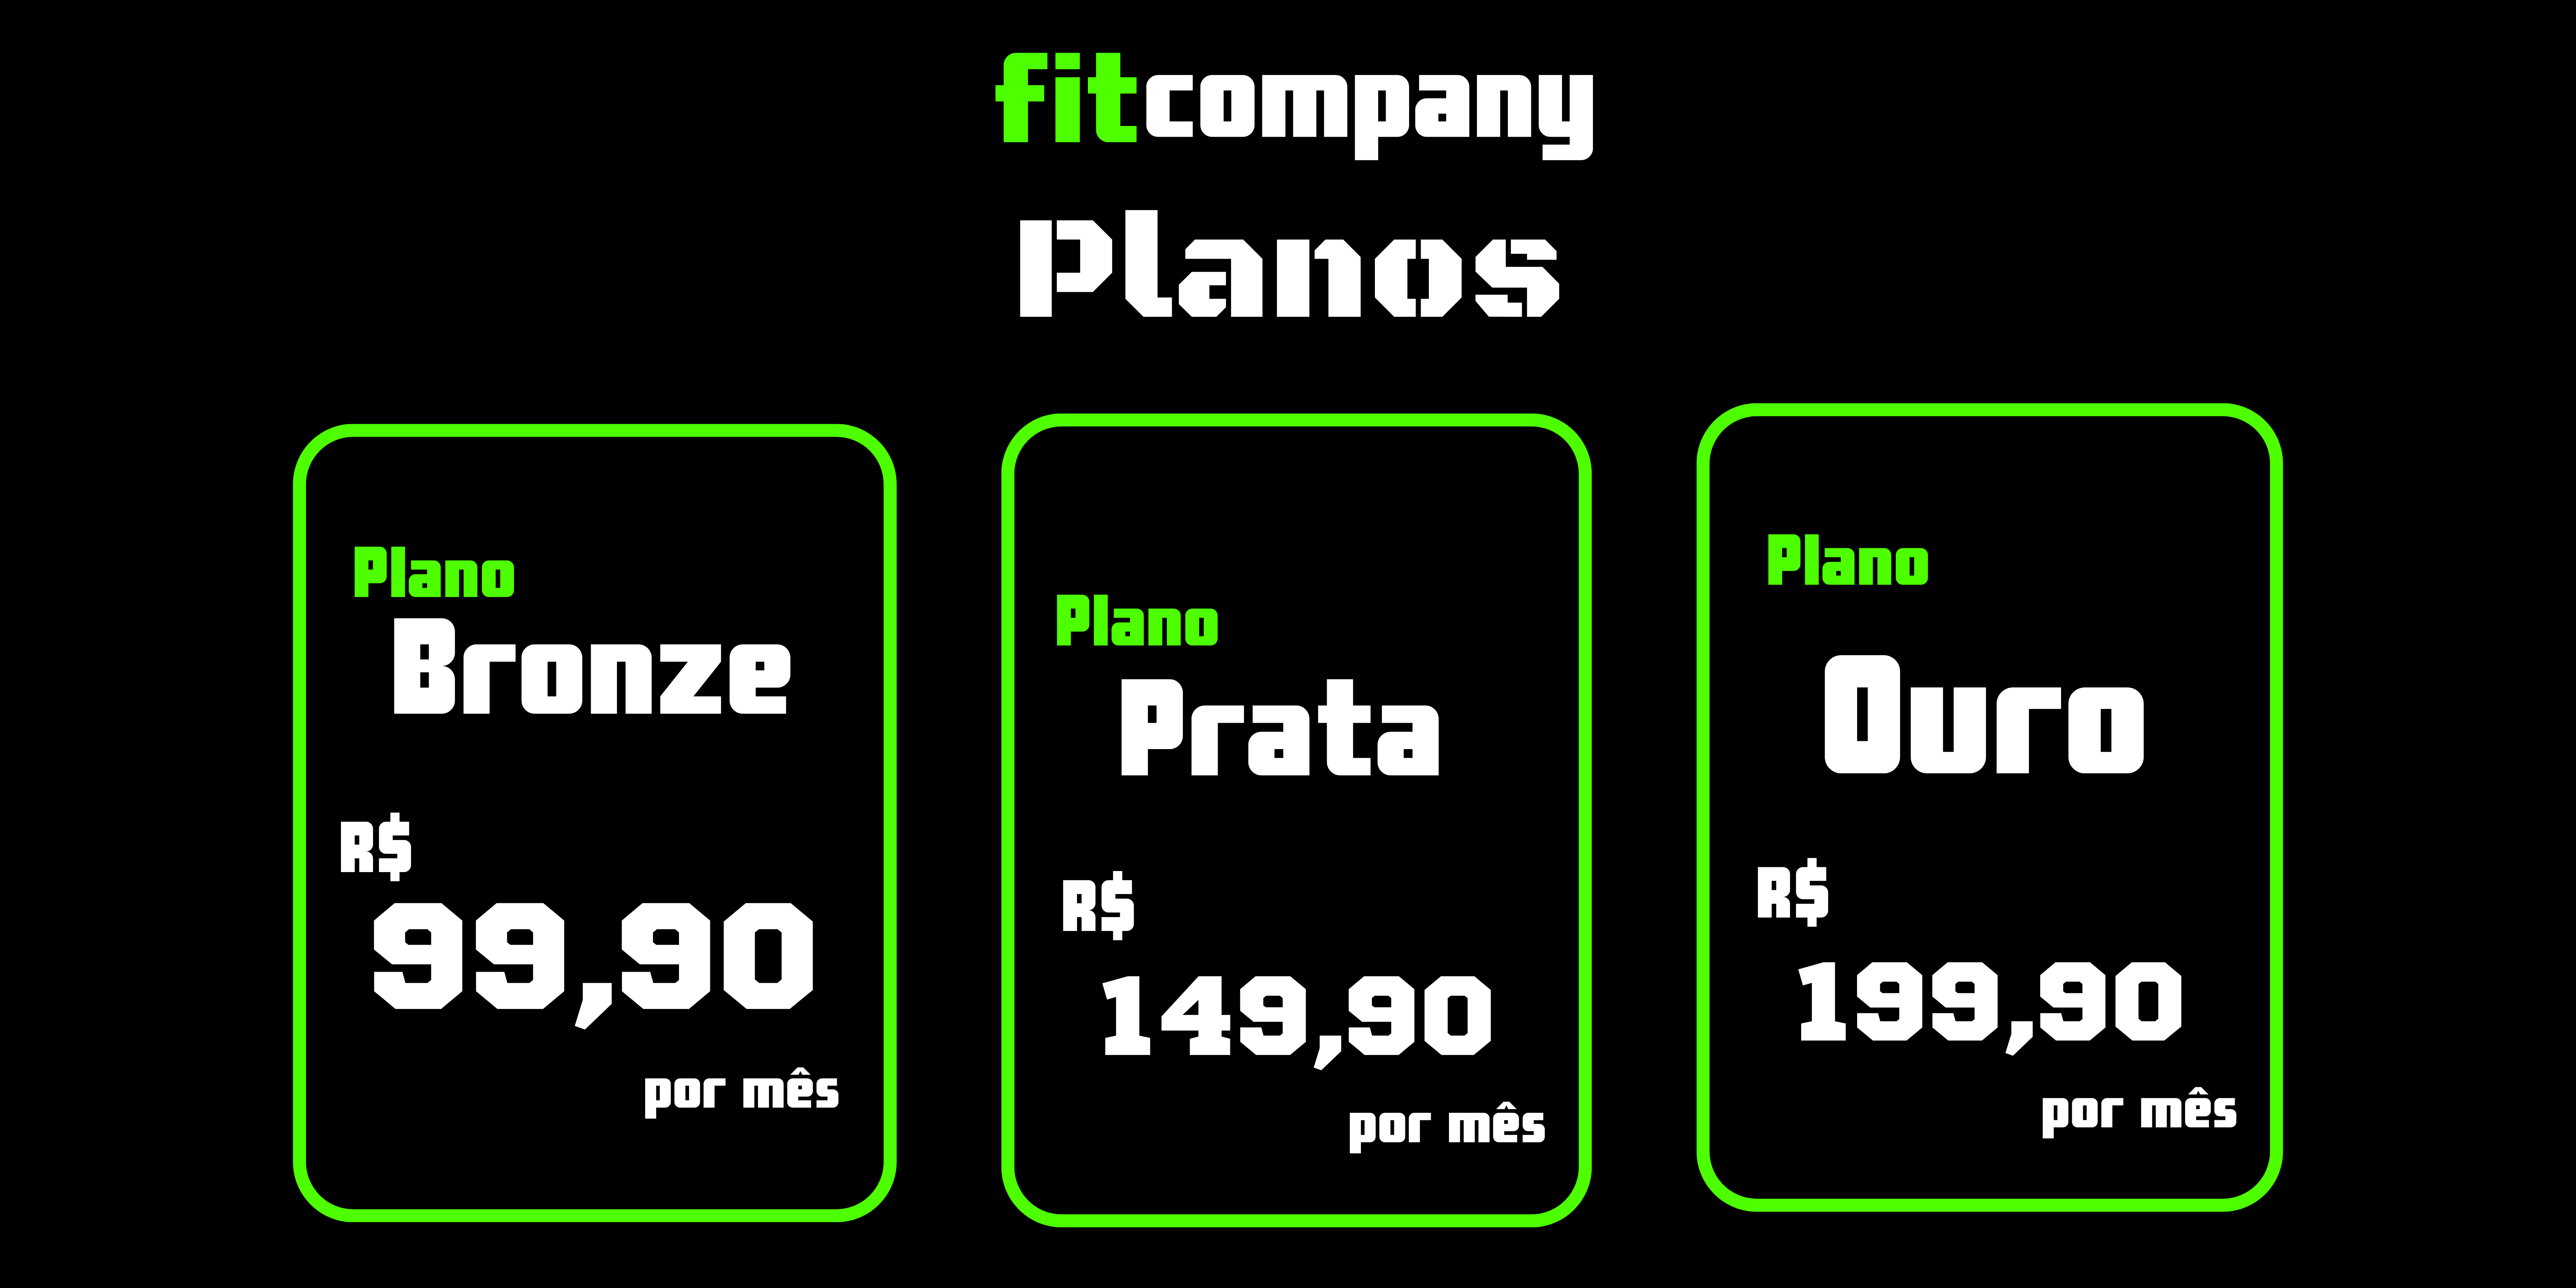 fitcompany
Planos
Plano
Bronze
R$
99,90
por mês
Plano
Prata
R$
149,90
por mês
Plano
Ouro
R$
199,90
por mês